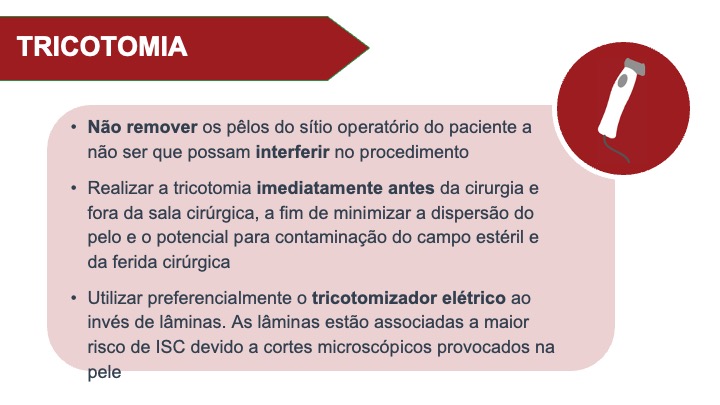 TRICOTOMIA
• Não remover os pêlos do sítio operatório do paciente a
não ser que possam interferir no procedimento
• Realizar a tricotomia imediatamente antes da cirurgia e
fora da sala cirúrgica, a fim de minimizar a dispersão do
pelo e o potencial para contaminação do campo estéril e
da ferida cirúrgica
• Utilizar preferencialmente o tricotomizador elétrico ao
invés de lâminas. As lâminas estão associadas a maior
risco de ISC devido a cortes microscópicos provocados na
pele